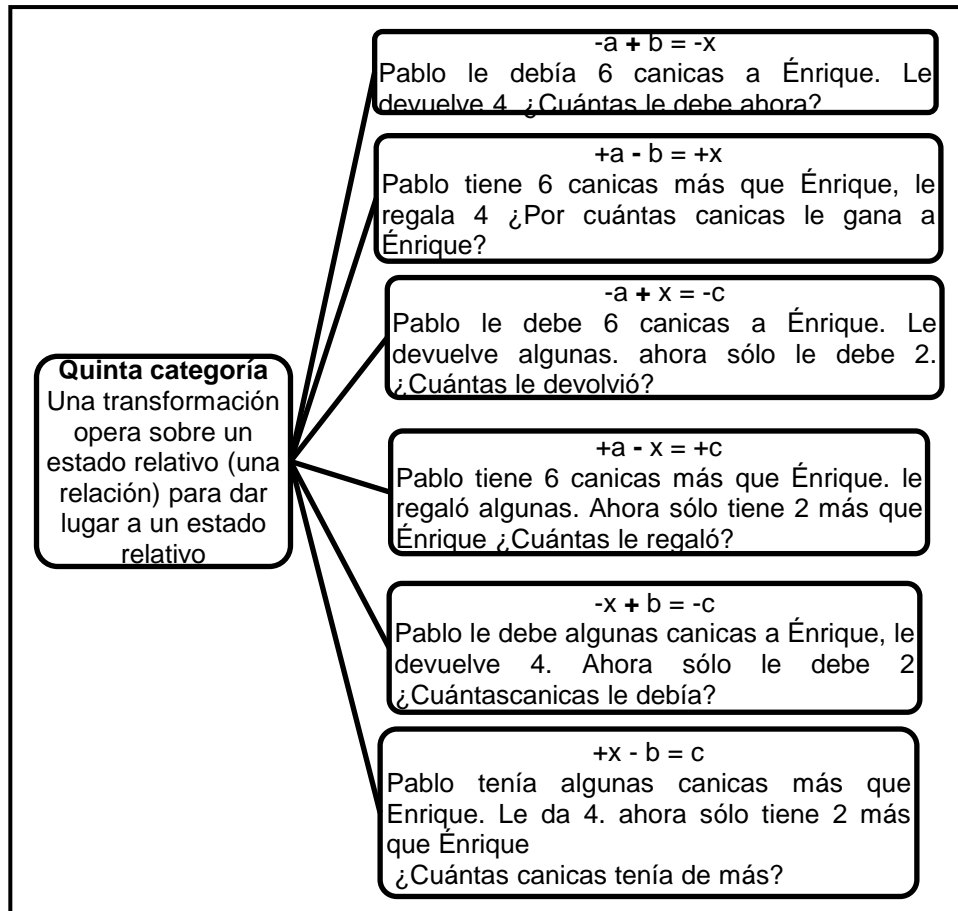 -a + b = -x
Pablo le debía 6 canicas a Énrique. Le
devuelve 4. ¿Cuántas le debe ahora?
+a - b = +x
Pablo tiene 6 canicas más que Énrique, le
regala 4 ¿Por cuántas canicas le gana a
Énrique?
-a + x = -c
Pablo le debe 6 canicas a Énrique. Le
devuelve algunas. ahora sólo le debe 2.
¿Cuántas le devolvió?
Quinta categoría
Una transformación
opera sobre un
estado relativo (una
relación) para dar
lugar a un estado
relativo
+a - x = +c
Pablo tiene 6 canicas más que Énrique. le
regaló algunas. Ahora sólo tiene 2 más que
Énrique ¿Cuántas le regaló?
-x + b = -c
Pablo le debe algunas canicas a Énrique, le
devuelve 4. Ahora sólo le debe 2
¿Cuántascanicas le debía?
+x - b = c
Pablo tenía algunas canicas más que
Enrique. Le da 4. ahora sólo tiene 2 más
que Énrique
¿Cuántas canicas tenía de más?